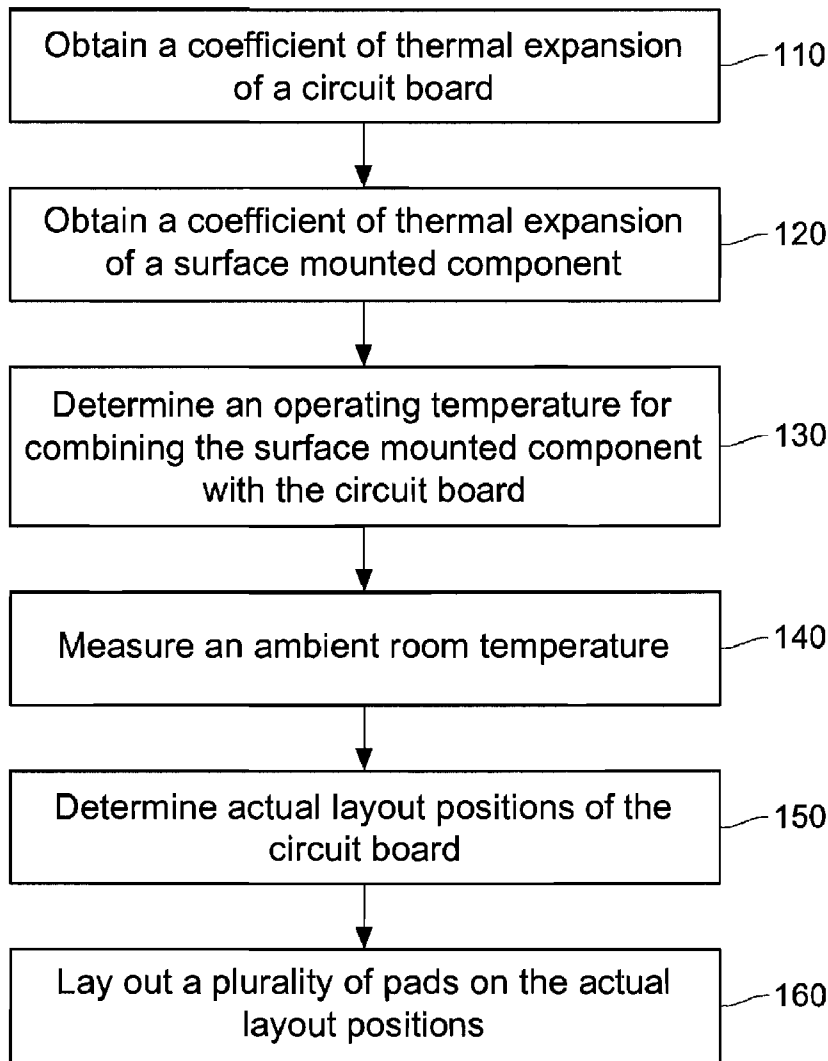 Obtain a coefficient of thermal expansion
of a circuit board
110
Obtain a coefficient of thermal expansion
of a surface mounted component
120
Determine an operating temperature for
combining the surface mounted component
with the circuit board
130
Measure an ambient room temperature
140
Determine actual layout positions of the
circuit board
150
Lay out a plurality of pads on the actual
layout positions
160